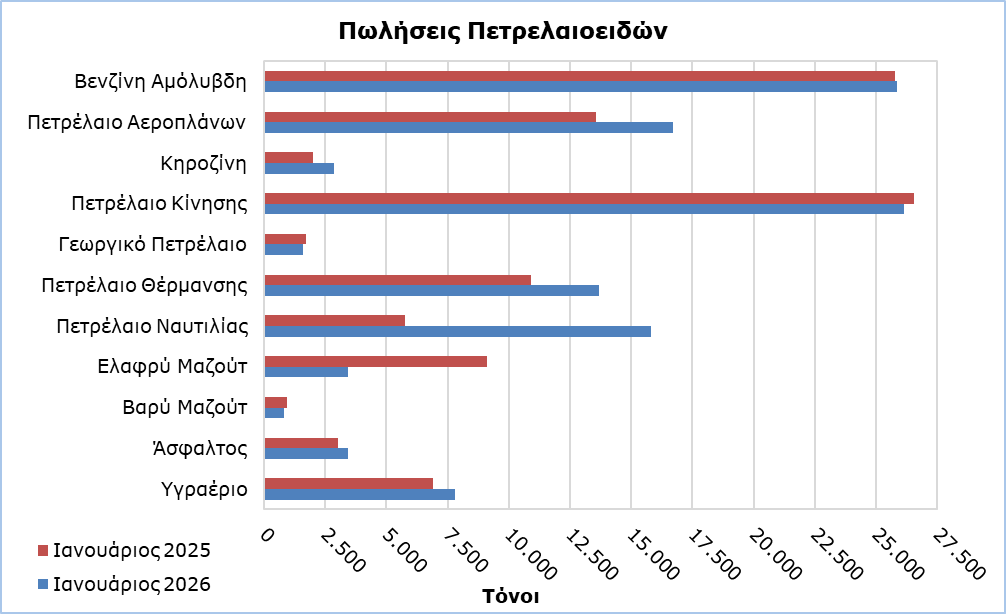 Πωλήσεις Πετρελαιοειδών
Βενζίνη Αμόλυβδη
Πετρέλαιο Αεροπλάνων
Κηροζίνη
Πετρέλαιο Κίνησης
Γεωργικό Πετρέλαιο
Πετρέλαιο Θέρμανσης
Πετρέλαιο Ναυτιλίας
Ελαφρύ Μαζούτ
Βαρύ Μαζούτ
Άσφαλτος
Υγραέριο
0 2.500 5.000 7.500 10.000 12.500 15.000 17.500 20.000 22.500 25.000 27.500
Τόνοι
Ιανουάριος 2025
Ιανουάριος 2026